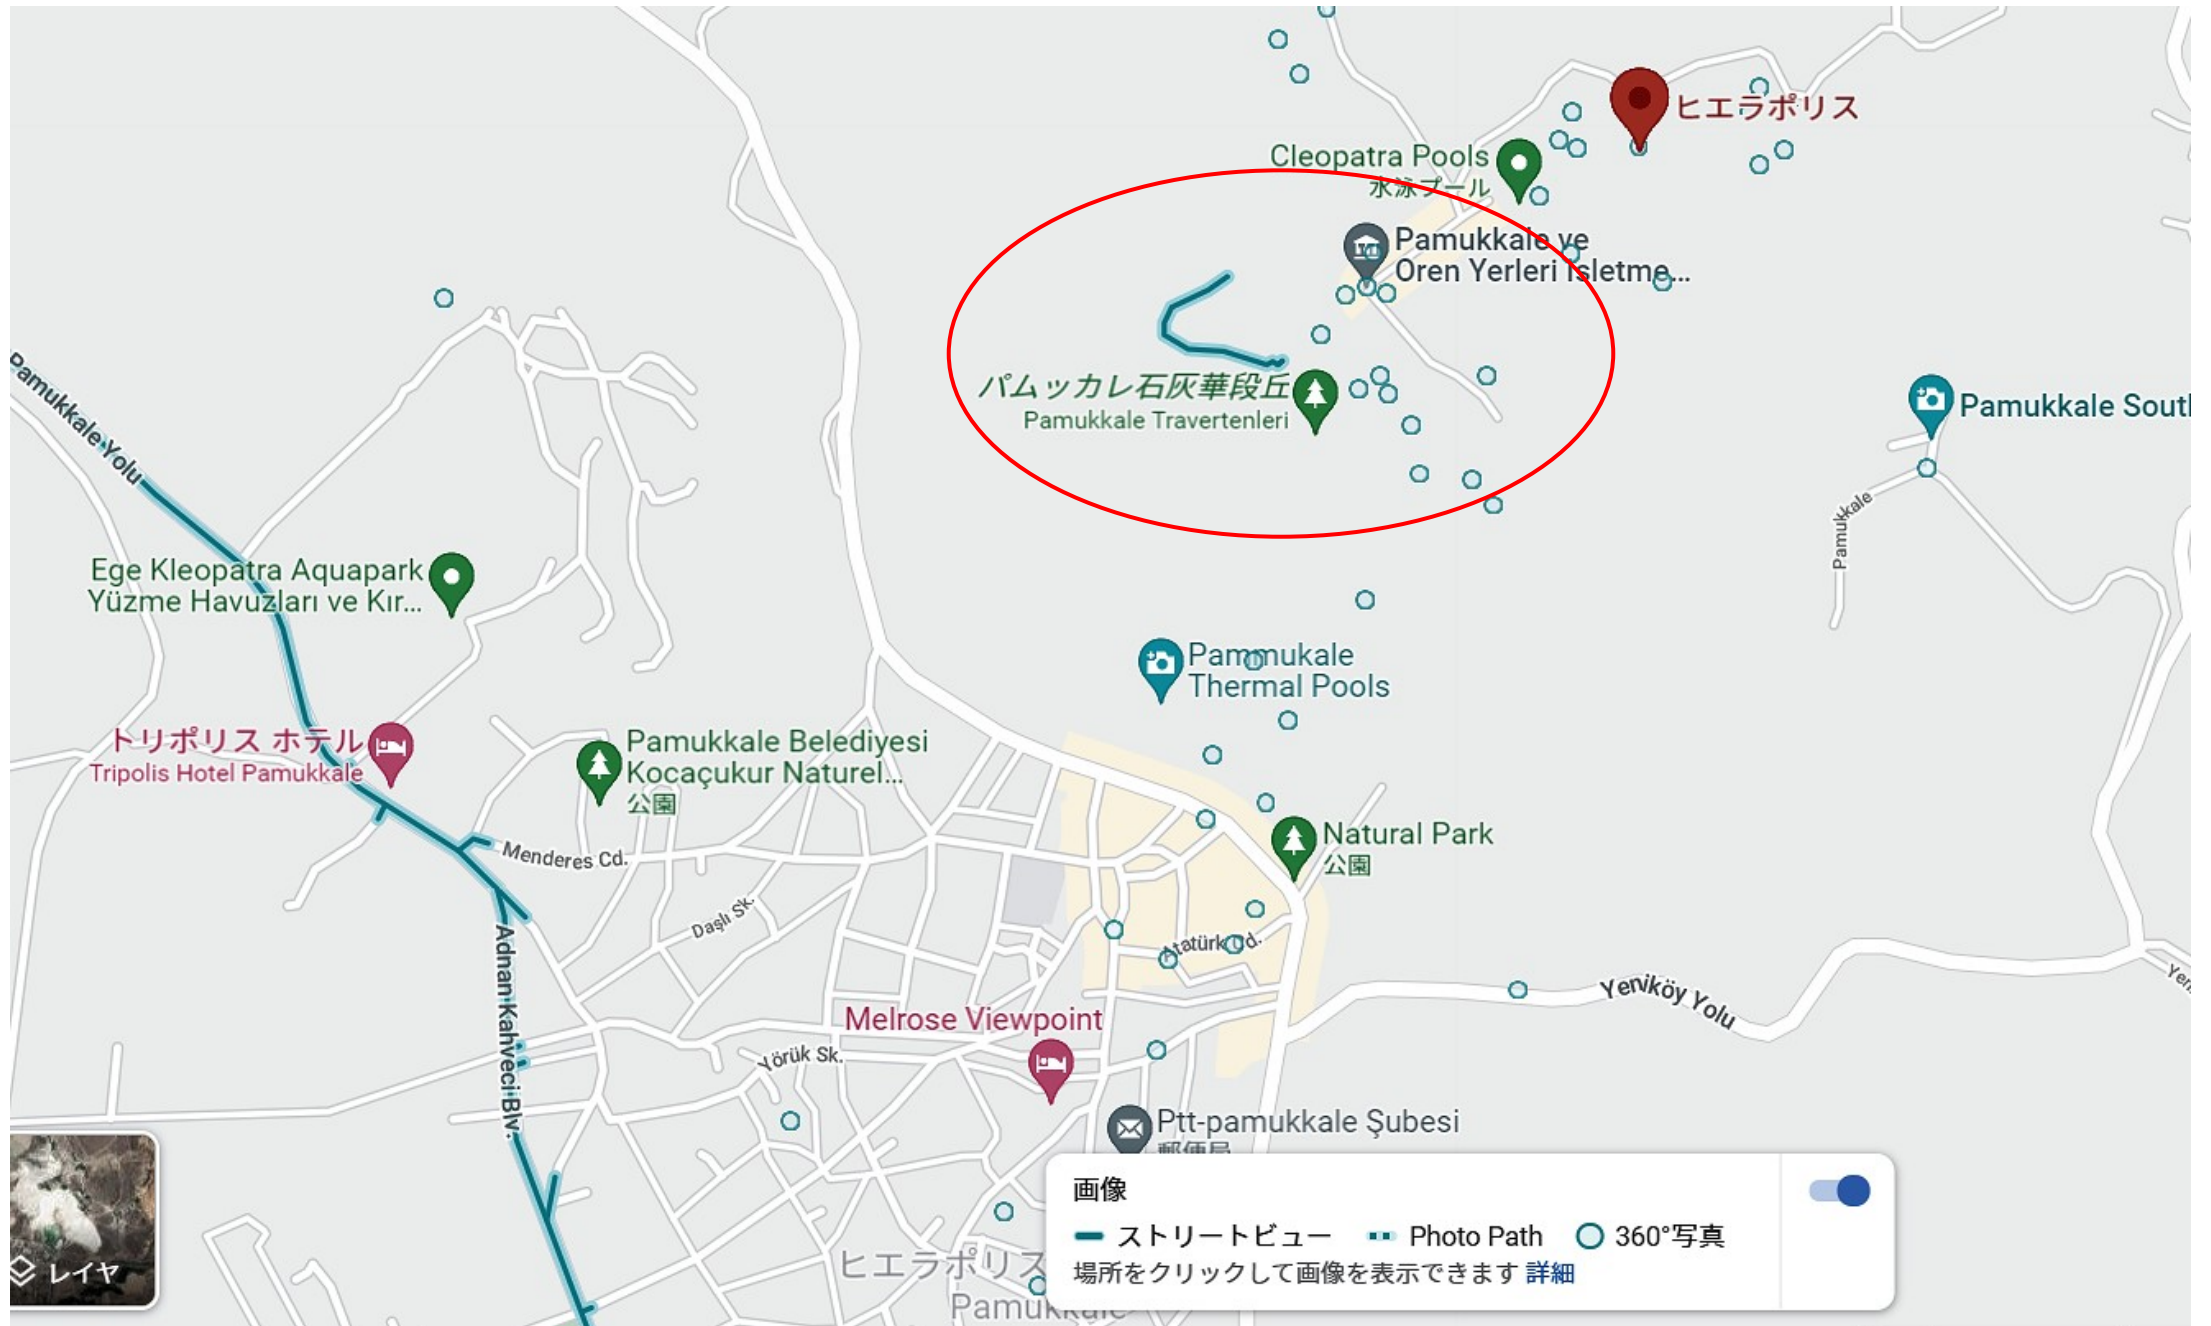 ヒエラポリス
Cleopatra Pools
水泳プール
Pamukkale ve
Oren Yerleri Isletme...
パムッカレ石灰華段丘
Pamukkale Travertenleri
Pamukkale Yolu
Pamukkale
Ege Kleopatra Aquapark
Yüzme Havuzları ve Kır...
Pammukale
Thermal Pools
トリポリス ホテル
Tripolis Hotel Pamukkale
Pamukkale Belediyesi
Kocaçukur Naturel...
公園
Natural Park
公園
Menderes Cd.
Daşlı Sk.
Atatürk Cd.
Adnan Kahveci Blv.
Yeniköy Yolu
Melrose Viewpoint
Yörük Sk.
Ptt-pamukkale Şubesi
郵便局
画像
ストリートビュー Photo Path 360°写真
場所をクリックして画像を表示できます 詳細
レイヤ
ヒエラポリス
Pamukkale